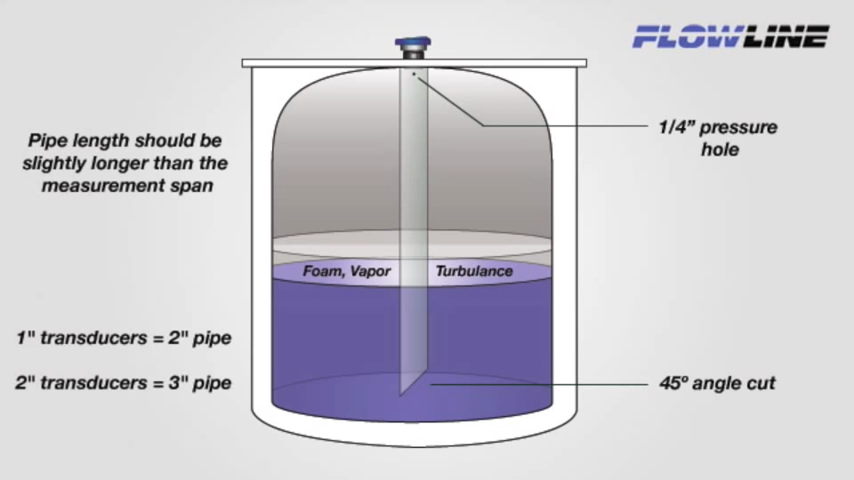 FLOWLINE
Pipe length should be
slightly longer than the
measurement span
1/4” pressure
hole
Foam, Vapor
Turbulance
1" transducers = 2" pipe
2" transducers = 3" pipe
45º angle cut